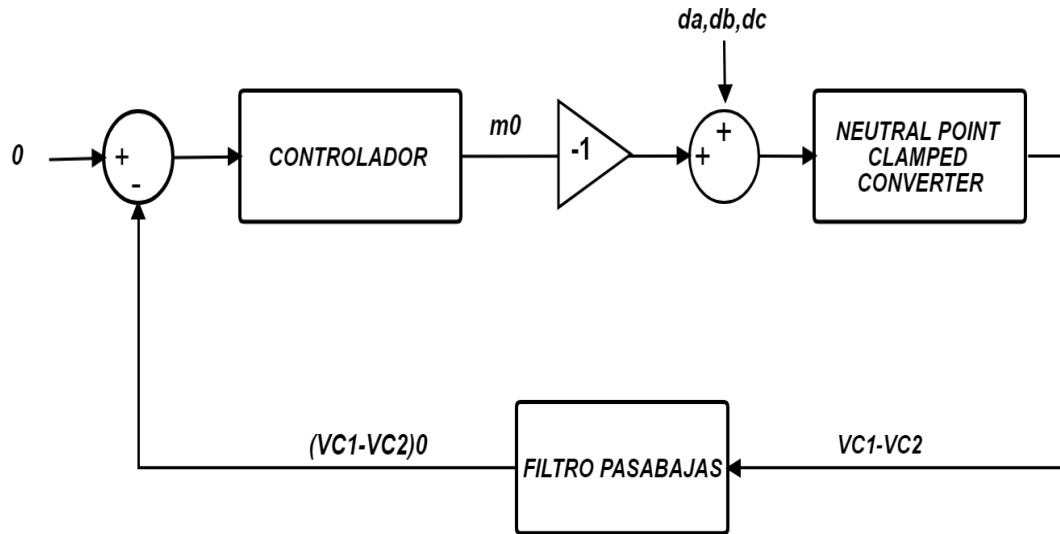 da,db,dc
0
+
-
CONTROLADOR
m0
-1
+
+
NEUTRAL POINT
CLAMPED
CONVERTER
(VC1-VC2)0
FILTRO PASABAJAS
VC1-VC2